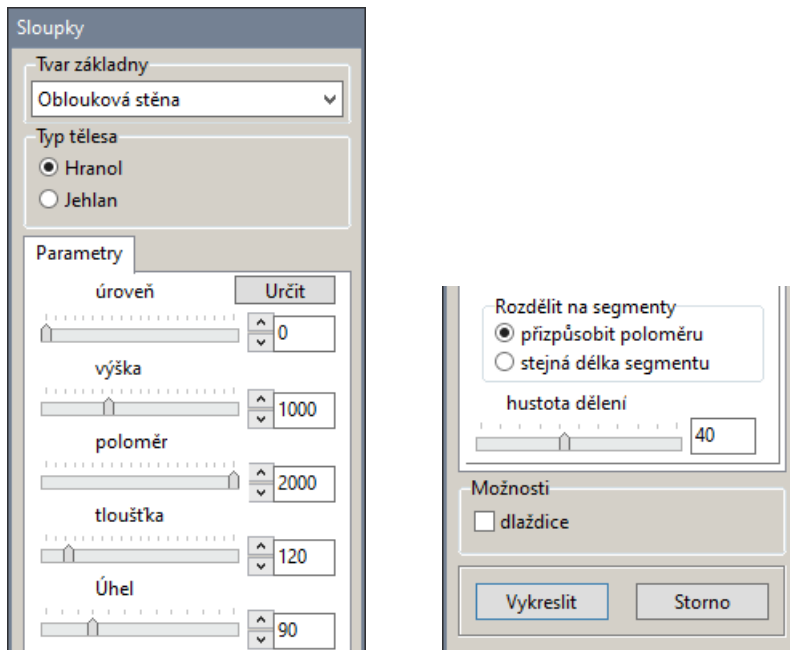 Sloupky
Tvar základny
Oblouková stěna
Typ tělesa
Hranol
Jehlan
Parametry
úroveň
Určit
0
výška
1000
poloměr
2000
tloušťka
120
Úhel
90
Rozdělit na segmenty
přizpůsobit poloměru
stejná délka segmentu
hustota dělení
40
Možnosti
dlaždice
Vykreslit
Storno